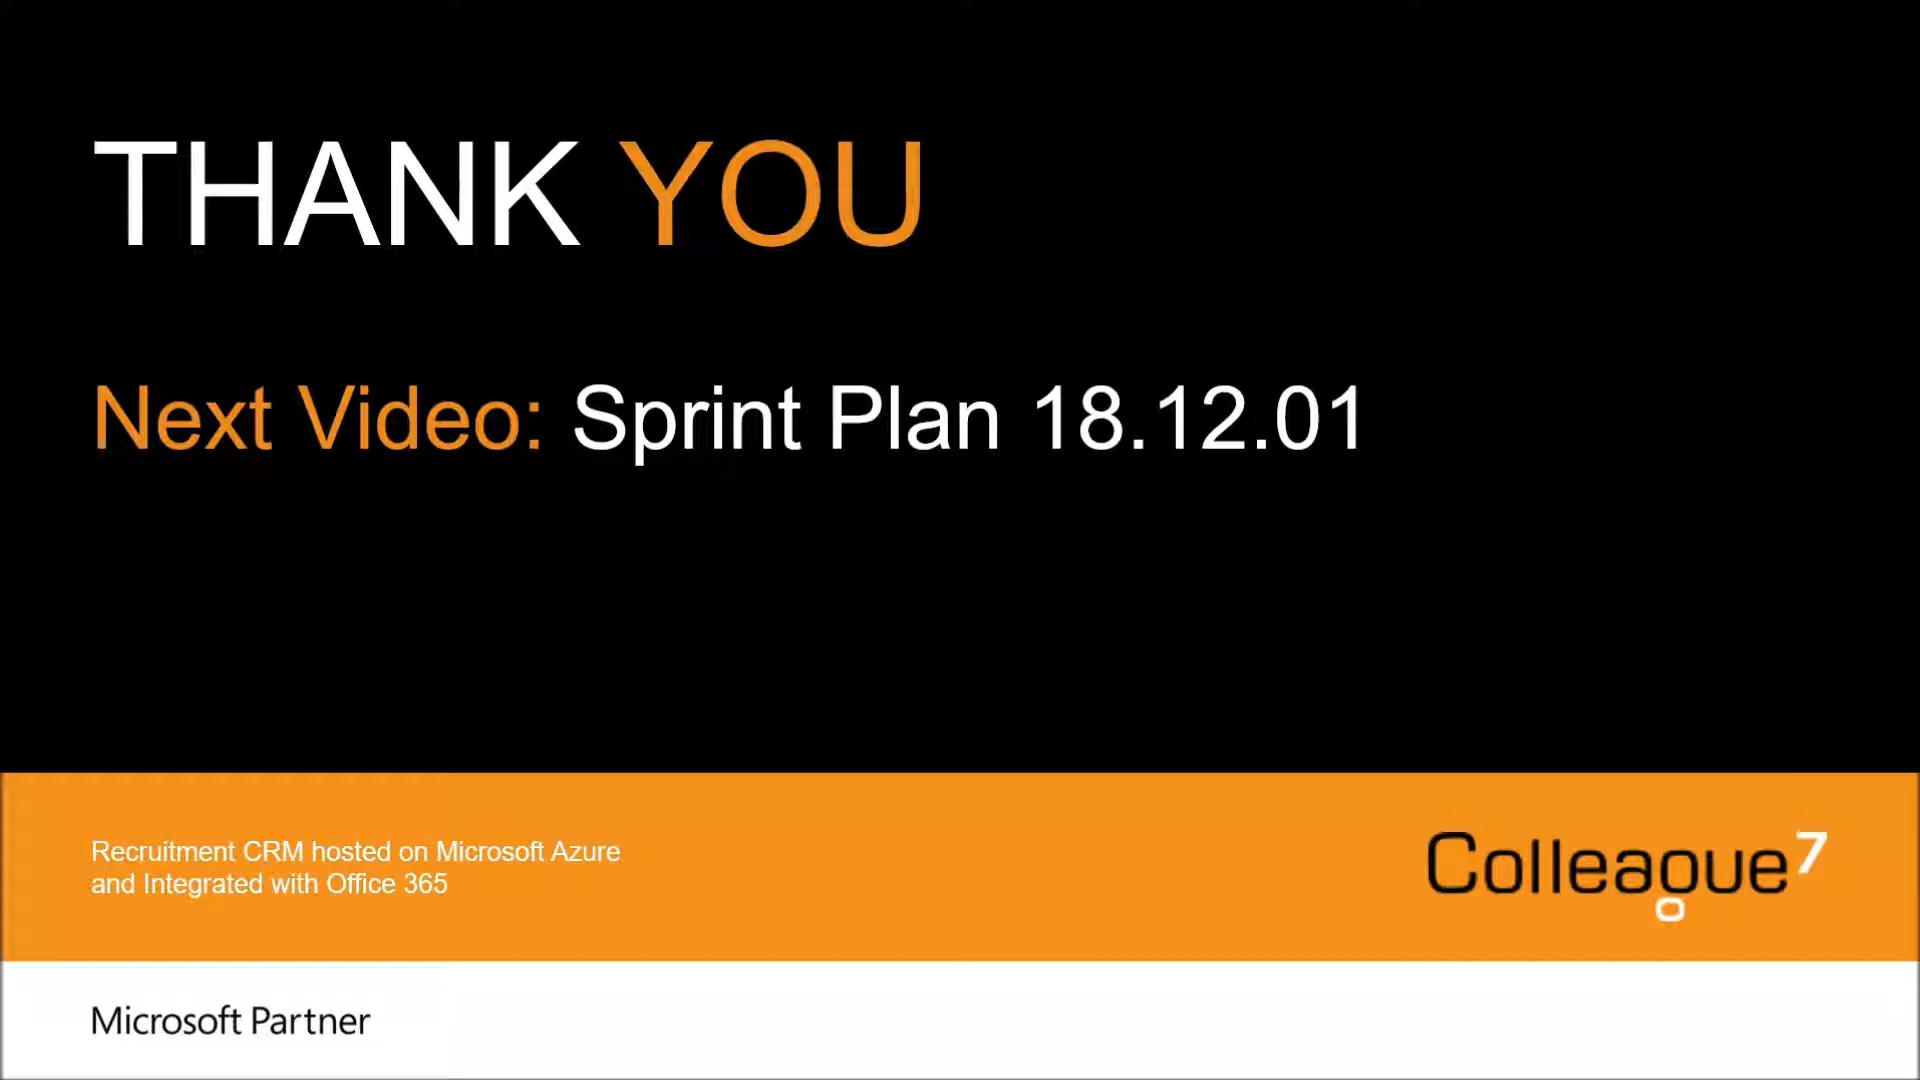 THANK YOU
Next Video: Sprint Plan 18.12.01
Recruitment CRM hosted on Microsoft Azure
and Integrated with Office 365
Colleague7
Microsoft Partner